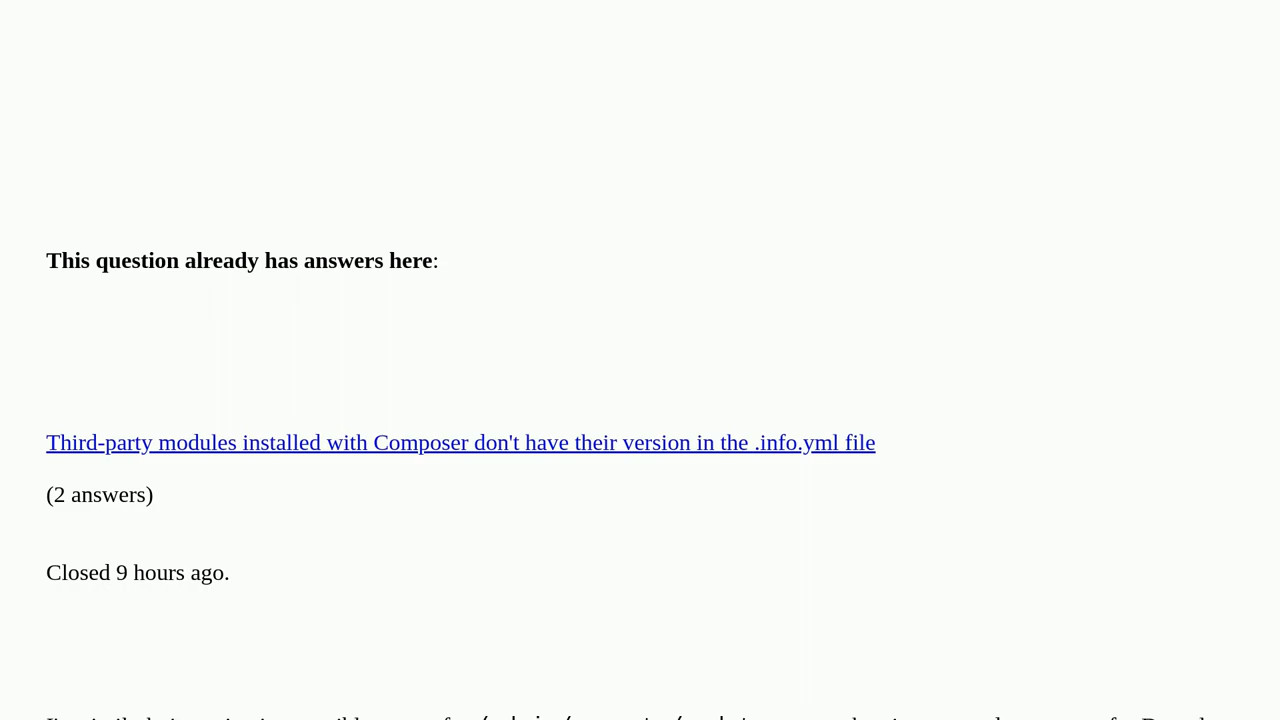 This question already has answers here:
Third-party modules installed with Composer don't have their version in the .info.yml file
(2 answers)
Closed 9 hours ago.